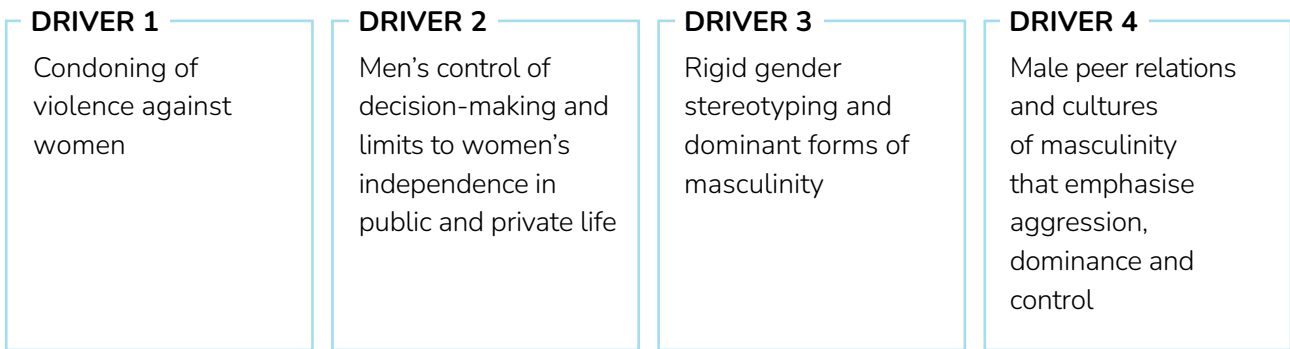 DRIVER 1
Condoning of
violence against
women
DRIVER 2
Men’s control of
decision-making and
limits to women’s
independence in
public and private life
DRIVER 3
Rigid gender
stereotyping and
dominant forms of
masculinity
DRIVER 4
Male peer relations
and cultures
of masculinity
that emphasise
aggression,
dominance and
control